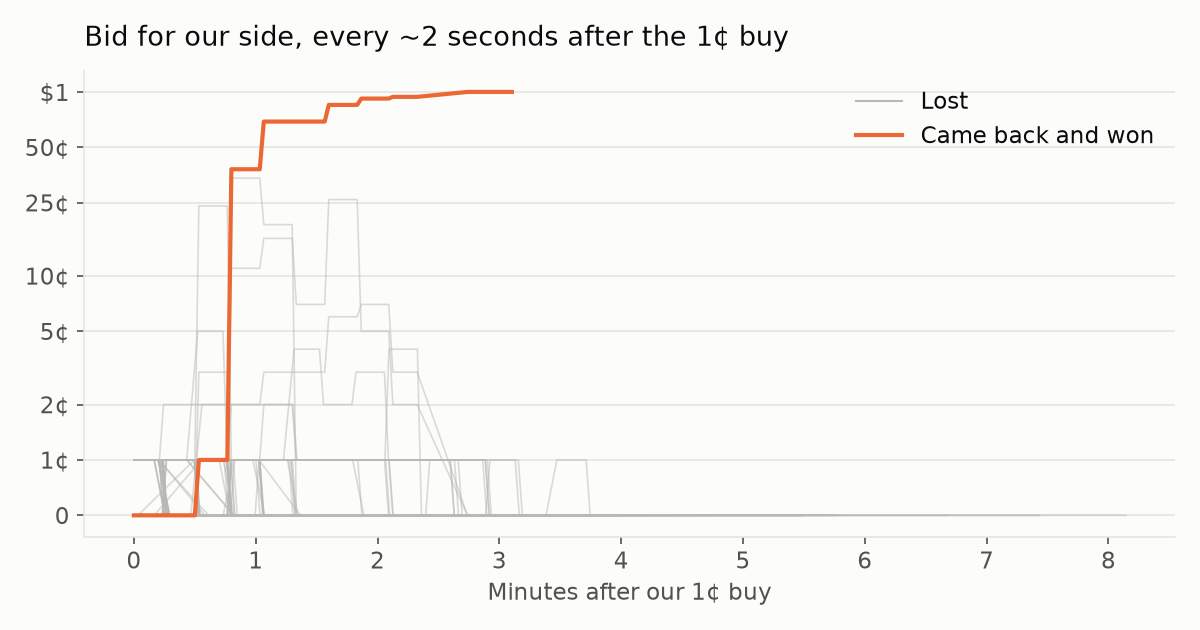 Bid for our side, every ~2 seconds after the 1¢ buy
$1
50¢
25¢
10¢
5¢
2¢
1¢
0
Lost
Came back and won
0 1 2 3 4 5 6 7 8
Minutes after our 1¢ buy